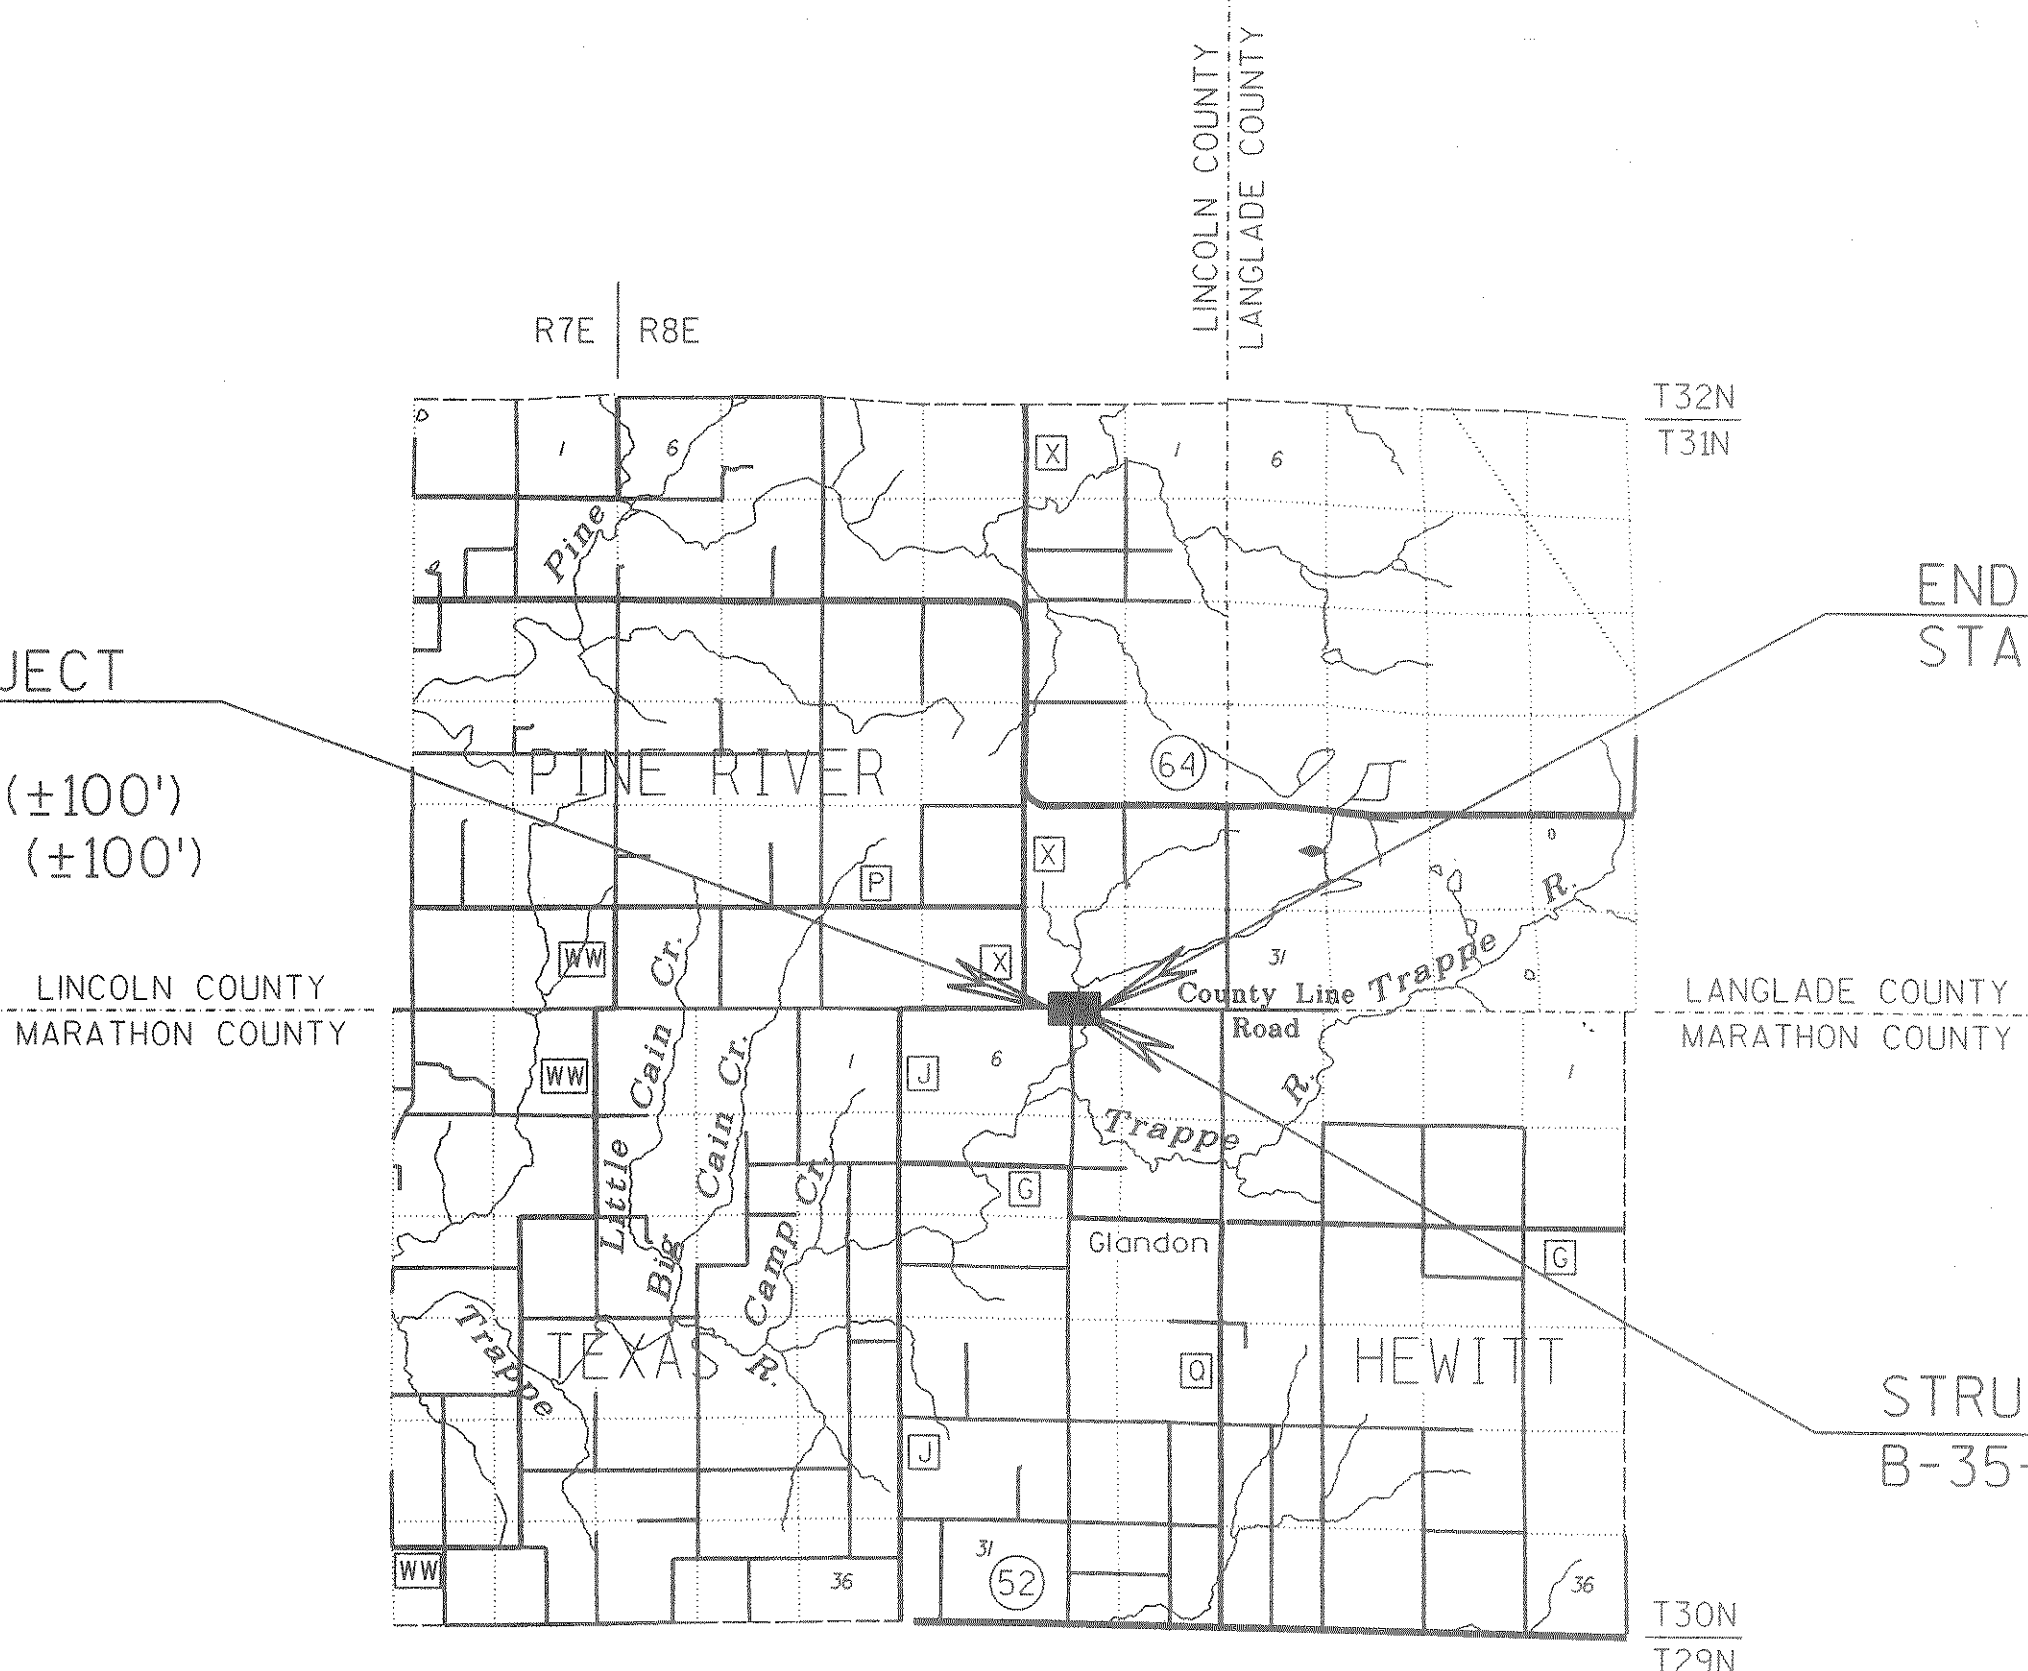 LINCOLN COUNTY
LANGLADE COUNTY
R7E
R8E
T32N
T31N
1
6
X
1
6
Pine
END
STA
JECT
PINE RIVER
64
(±100')
(±100')
X
P
R.
WW
Cr.
X
31
Trappe
LINCOLN COUNTY
MARATHON COUNTY
County Line
Road
LANGLADE COUNTY
MARATHON COUNTY
WW
Cain
Cr.
1
J
6
R.
1
Little
Cain
Cr.
G
Trappe
Big
Camp
Glandon
G
Trappe
TEXAS
R.
Q
HEWITT
J
STRU
B-35-
WW
36
31
52
36
T30N
T29N